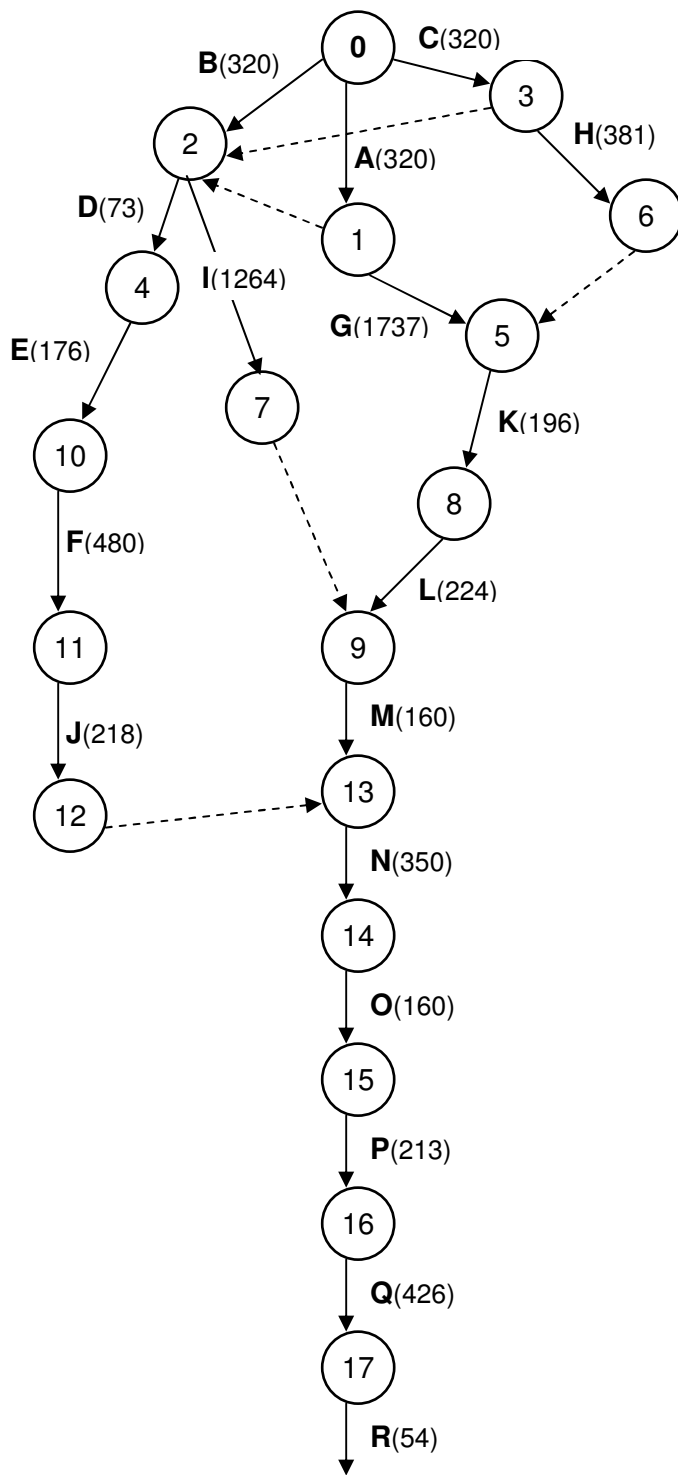 0
C(320)
B(320)
3
2
H(381)
A(320)
D(73)
6
1
I(1264)
4
G(1737)
5
E(176)
7
K(196)
10
8
F(480)
L(224)
11
9
M(160)
J(218)
13
12
N(350)
14
O(160)
15
P(213)
16
Q(426)
17
R(54)